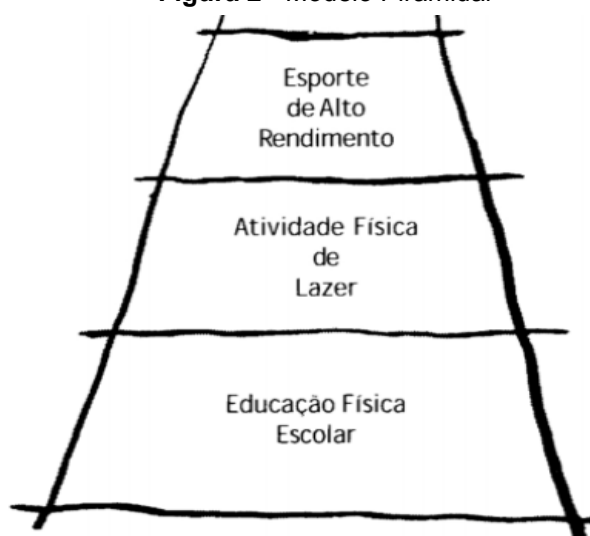 Esporte
de Alto
Rendimento
Atividade Física
de
Lazer
Educação Física
Escolar